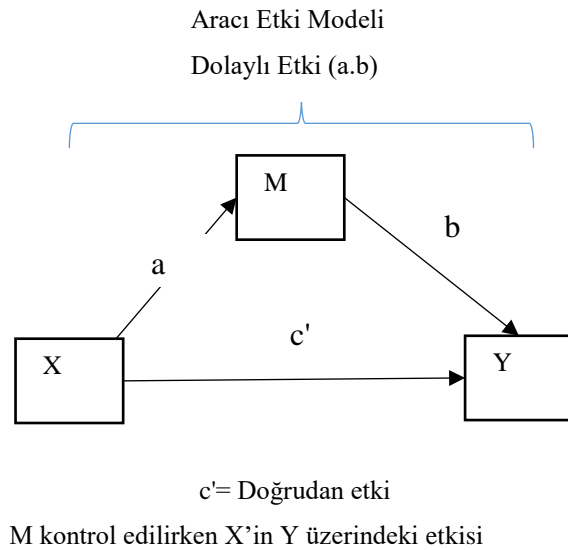 Aracı Etki Modeli
Dolaylı Etki (a.b)
M
b
a
c'
X
Y
c'= Doğrudan etki
M kontrol edilirken X’in Y üzerindeki etkisi